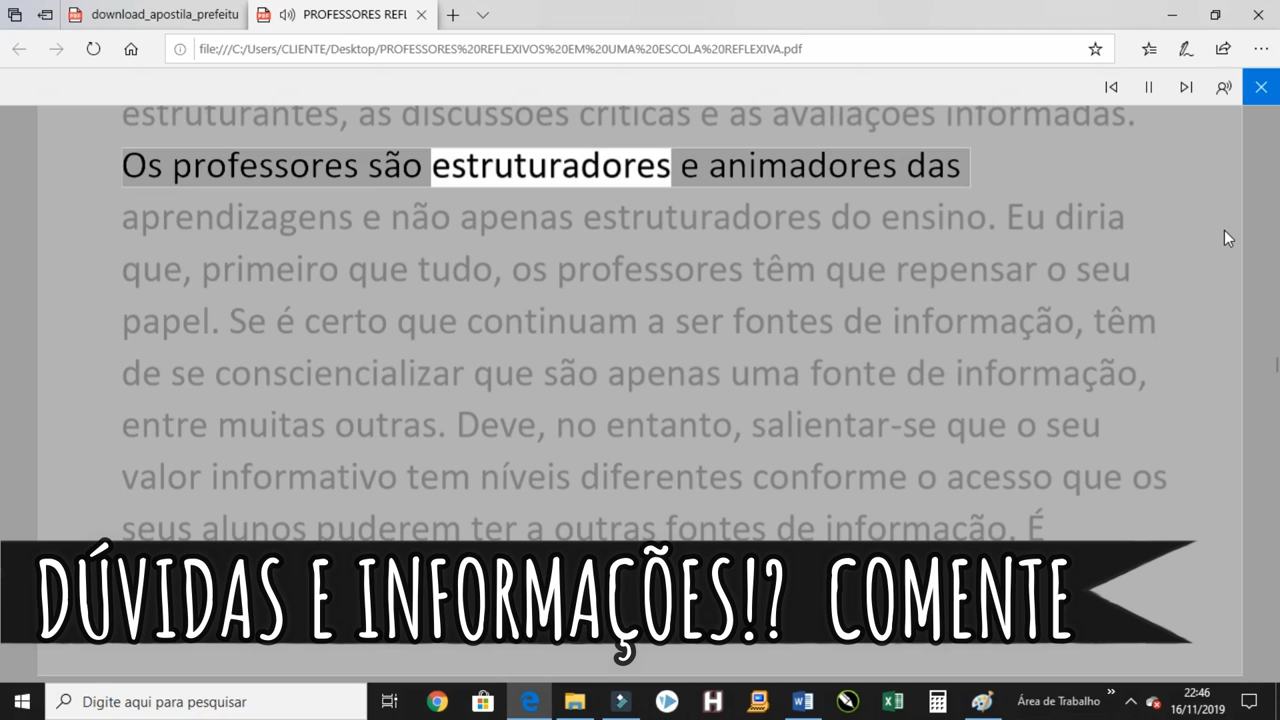 download_apostila_prefeitu
PROFESSORES REFL
file:///C:/Users/CLIENTE/Desktop/PROFESSORES%20REFLEXIVOS%20EM%20UMA%20ESCOLA%20REFLEXIVA.pdf
estruturantes, as discussões críticas e as avaliações informadas.
Os professores são estruturadores e animadores das
aprendizagens e não apenas estruturadores do ensino. Eu diria
que, primeiro que tudo, os professores têm que repensar o seu
papel. Se é certo que continuam a ser fontes de informação, têm
de se consciencializar que são apenas uma fonte de informação,
entre muitas outras. Deve, no entanto, salientar-se que o seu
valor informativo tem níveis diferentes conforme o acesso que os
seus alunos puderem ter a outras fontes de informação. É
DÚVIDAS E INFORMAÇÕES!? COMENTE
Digite aqui para pesquisar
Área de Trabalho
22:46
16/11/2019